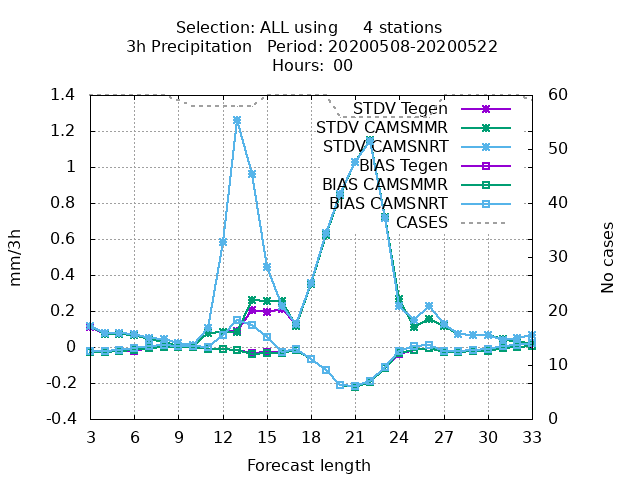 Selection: ALL using 4 stations
3h Precipitation Period: 20200508-20200522
Hours: 00
1.4
1.2
1
0.8
0.6
0.4
0.2
0
-0.2
-0.4
mm/3h
60
50
40
30
20
10
0
No cases
STDV Tegen
STDV CAMSMMR
STDV CAMSNRT
BIAS Tegen
BIAS CAMSMMR
BIAS CAMSNRT
CASES
3 6 9 12 15 18 21 24 27 30 33
Forecast length